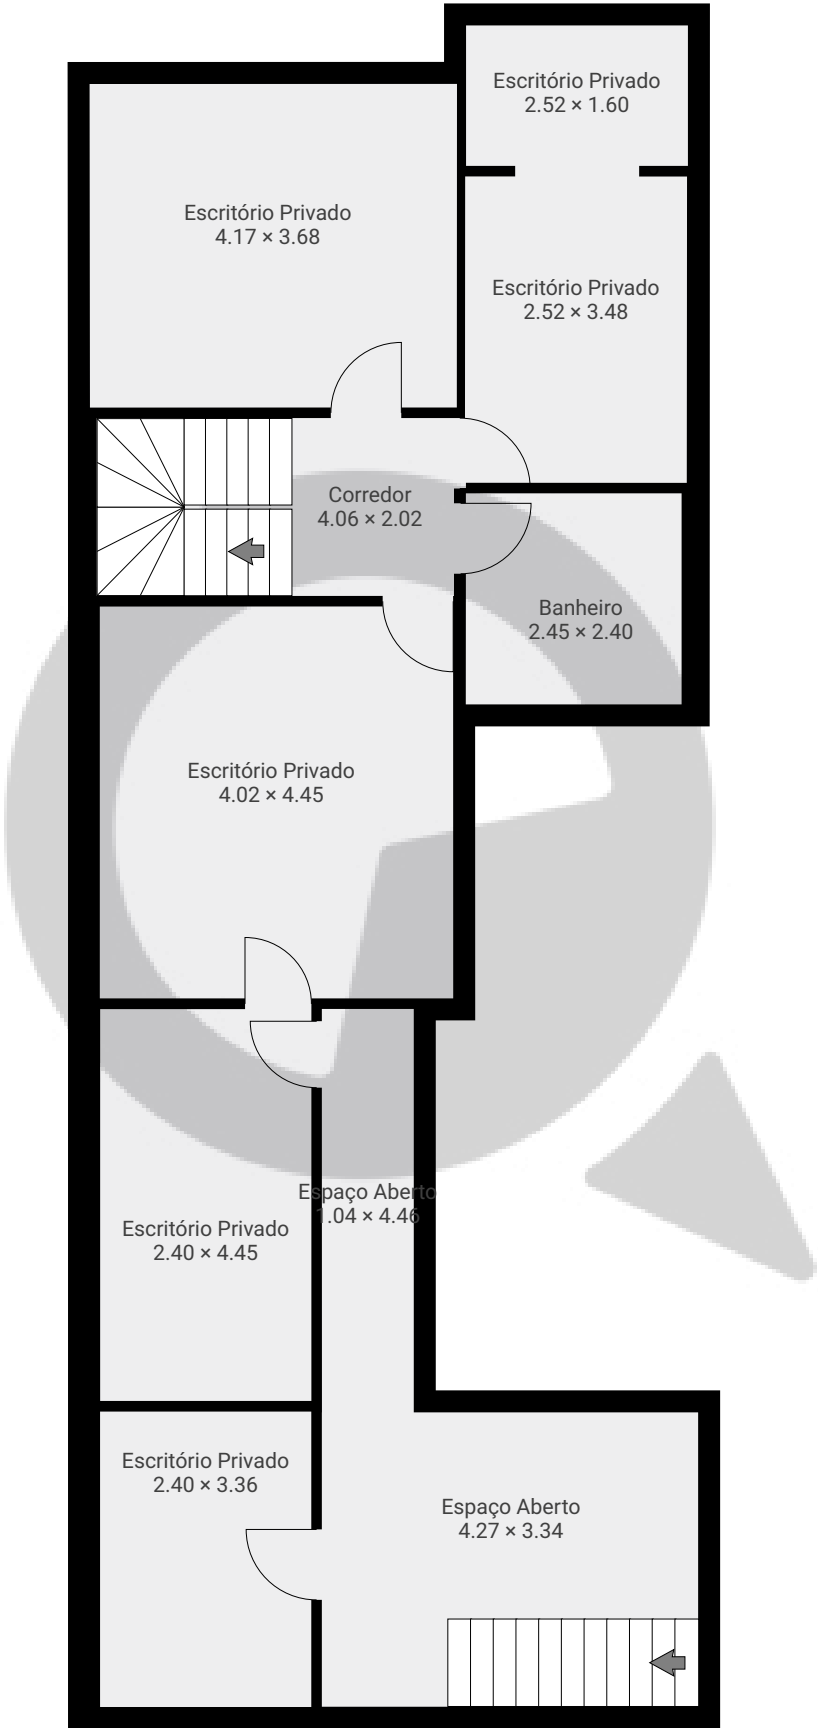 Escritório Privado
2.52 × 1.60
Escritório Privado
4.17 × 3.68
Escritório Privado
2.52 × 3.48
Corredor
4.06 × 2.02
Banheiro
2.45 × 2.40
Escritório Privado
4.02 × 4.45
Espaço Aberto
1.04 × 4.46
Escritório Privado
2.40 × 4.45
Escritório Privado
2.40 × 3.36
Espaço Aberto
4.27 × 3.34